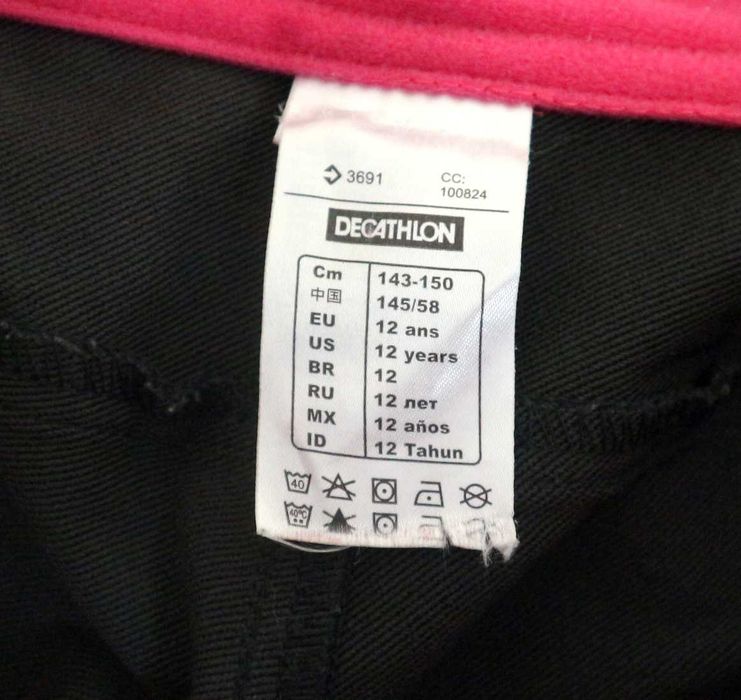 3691 CC:
100824
DECATHLON
Cm 143-150
中国 145/58
EU 12 ans
US 12 years
BR 12
RU 12 лет
MX 12 años
ID 12 Tahun
40
40°C